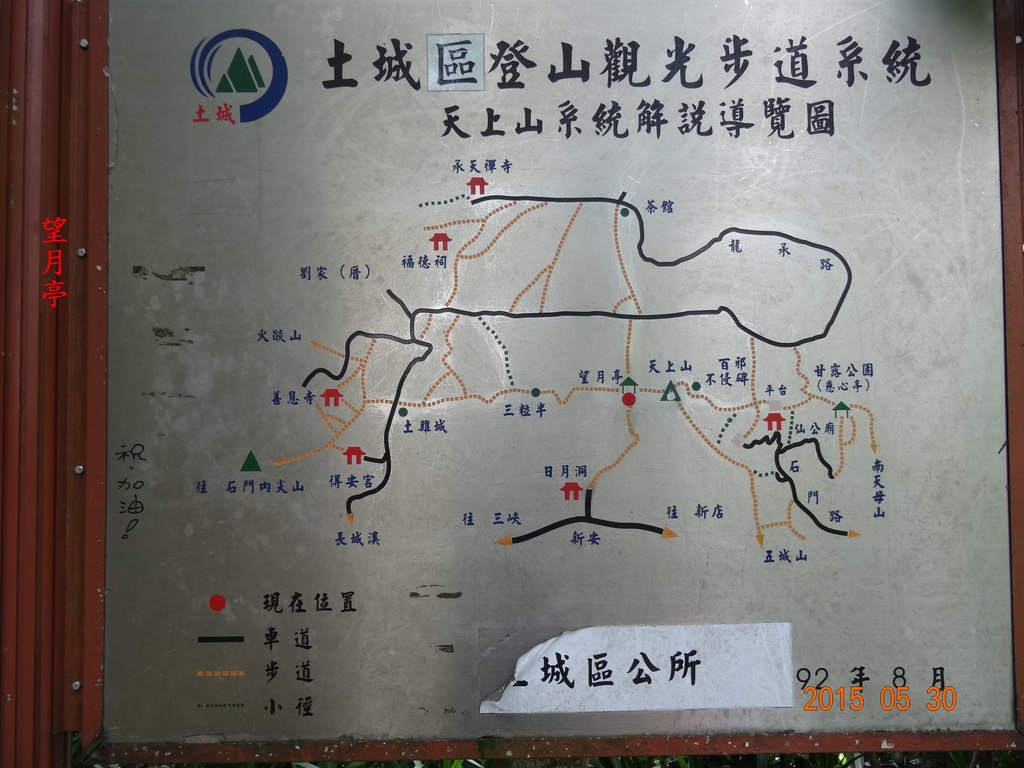 土城
土城區登山觀光步道系統
天上山系統解說導覽圖
望月亭
承天禪寺
茶館
福德祠
龍承路
劉家(厝)
火燄山
善息寺
土雞城
三粒半
望月亭
天上山
百邪
不侵碑
平台
甘露公園
(慈心亭)
仙公廟
往 石門內尖山
得安宮
日月洞
石門路
南天母山
往 三峽
往 新店
新安
長城溪
五城山
祝.加油!
現在位置
車道
步道
小徑
城區公所
92年8月
2015 05 30